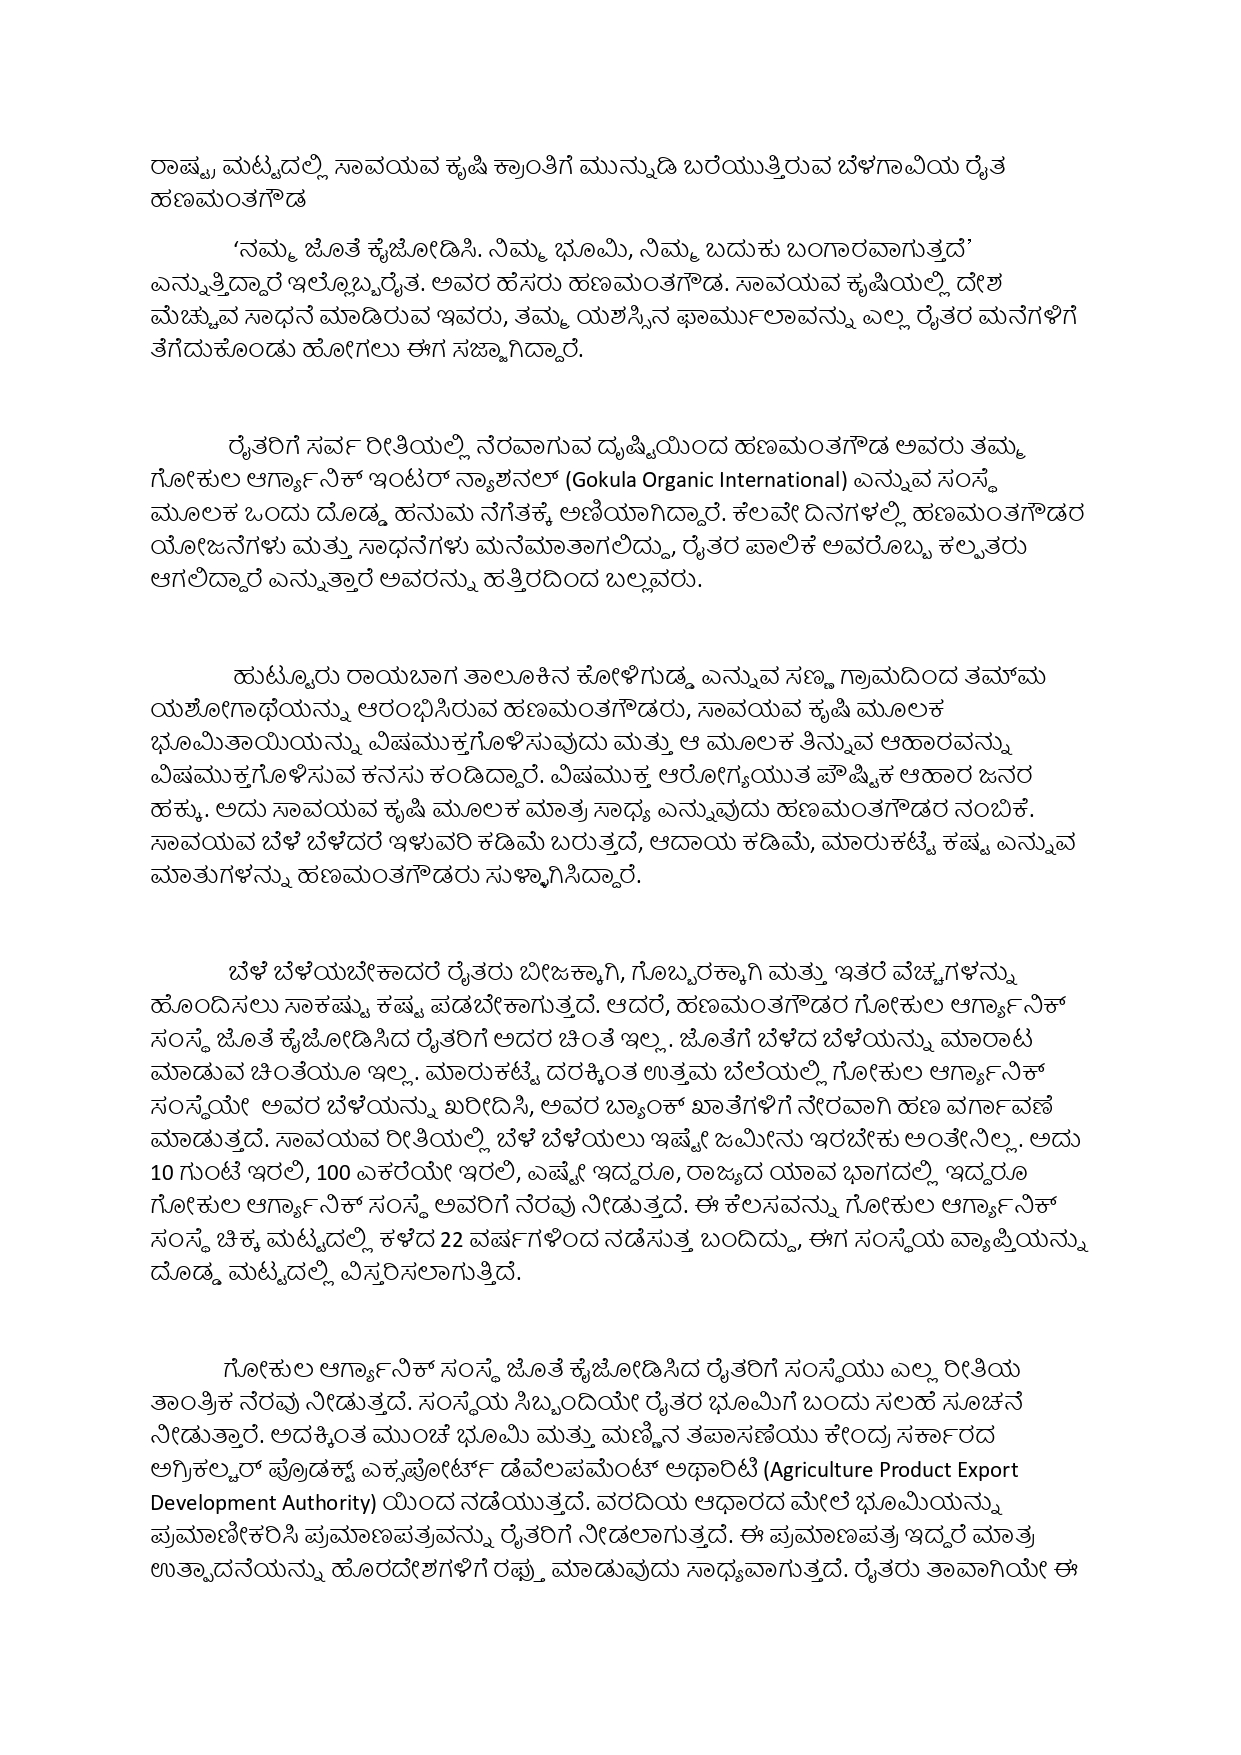 ರಾಷ್ಟ್ರ ಮಟ್ಟದಲ್ಲಿ ಸಾವಯವ ಕೃಷಿ ಕ್ರಾಂತಿಗೆ ಮುನ್ನುಡಿ ಬರೆಯುತ್ತಿರುವ ಬೆಳಗಾವಿಯ ರೈತ
ಹಣಮಂತಗೌಡ
‘ನಮ್ಮ ಜೊತೆ ಕೈಜೋಡಿಸಿ. ನಿಮ್ಮ ಭೂಮಿ, ನಿಮ್ಮ ಬದುಕು ಬಂಗಾರವಾಗುತ್ತದೆ’
ಎನ್ನುತ್ತಿದ್ದಾರೆ ಇಲ್ಲೊಬ್ಬರೈತ. ಅವರ ಹೆಸರು ಹಣಮಂತಗೌಡ. ಸಾವಯವ ಕೃಷಿಯಲ್ಲಿ ದೇಶ
ಮೆಚ್ಚುವ ಸಾಧನೆ ಮಾಡಿರುವ ಇವರು, ತಮ್ಮ ಯಶಸ್ಸಿನ ಫಾರ್ಮುಲಾವನ್ನು ಎಲ್ಲ ರೈತರ ಮನೆಗಳಿಗೆ
ತೆಗೆದುಕೊಂಡು ಹೋಗಲು ಈಗ ಸಜ್ಜಾಗಿದ್ದಾರೆ.
ರೈತರಿಗೆ ಸರ್ವ ರೀತಿಯಲ್ಲಿ ನೆರವಾಗುವ ದೃಷ್ಟಿಯಿಂದ ಹಣಮಂತಗೌಡ ಅವರು ತಮ್ಮ
ಗೋಕುಲ ಆರ್ಗ್ಯಾನಿಕ್ ಇಂಟರ್ ನ್ಯಾಶನಲ್ (Gokula Organic International) ಎನ್ನುವ ಸಂಸ್ಥೆ
ಮೂಲಕ ಒಂದು ದೊಡ್ಡ ಹನುಮ ನೆಗೆತಕ್ಕೆ ಅಣಿಯಾಗಿದ್ದಾರೆ. ಕೆಲವೇ ದಿನಗಳಲ್ಲಿ ಹಣಮಂತಗೌಡರ
ಯೋಜನೆಗಳು ಮತ್ತು ಸಾಧನೆಗಳು ಮನೆಮಾತಾಗಲಿದ್ದು, ರೈತರ ಪಾಲಿಕೆ ಅವರೊಬ್ಬ ಕಲ್ಪತರು
ಆಗಲಿದ್ದಾರೆ ಎನ್ನುತ್ತಾರೆ ಅವರನ್ನು ಹತ್ತಿರದಿಂದ ಬಲ್ಲವರು.
ಹುಟ್ಟೂರು ರಾಯಬಾಗ ತಾಲೂಕಿನ ಕೋಳಿಗುಡ್ಡ ಎನ್ನುವ ಸಣ್ಣ ಗ್ರಾಮದಿಂದ ತಮ್‌ಮ
ಯಶೋಗಾಥೆಯನ್ನು ಆರಂಭಿಸಿರುವ ಹಣಮಂತಗೌಡರು, ಸಾವಯವ ಕೃಷಿ ಮೂಲಕ
ಭೂಮಿತಾಯಿಯನ್ನು ವಿಷಮುಕ್ತಗೊಳಿಸುವುದು ಮತ್ತು ಆ ಮೂಲಕ ತಿನ್ನುವ ಆಹಾರವನ್ನು
ವಿಷಮುಕ್ತಗೊಳಿಸುವ ಕನಸು ಕಂಡಿದ್ದಾರೆ. ವಿಷಮುಕ್ತ ಆರೋಗ್ಯಯುತ ಪೌಷ್ಟಿಕ ಆಹಾರ ಜನರ
ಹಕ್ಕು. ಅದು ಸಾವಯವ ಕೃಷಿ ಮೂಲಕ ಮಾತ್ರ ಸಾಧ್ಯ ಎನ್ನುವುದು ಹಣಮಂತಗೌಡರ ನಂಬಿಕೆ.
ಸಾವಯವ ಬೆಳೆ ಬೆಳೆದರೆ ಇಳುವರಿ ಕಡಿಮೆ ಬರುತ್ತದೆ, ಆದಾಯ ಕಡಿಮೆ, ಮಾರುಕಟ್ಟೆ ಕಷ್ಟ ಎನ್ನುವ
ಮಾತುಗಳನ್ನು ಹಣಮಂತಗೌಡರು ಸುಳ್ಳಾಗಿಸಿದ್ದಾರೆ.
ಬೆಳೆ ಬೆಳೆಯಬೇಕಾದರೆ ರೈತರು ಬೀಜಕ್ಕಾಗಿ, ಗೊಬ್ಬರಕ್ಕಾಗಿ ಮತ್ತು ಇತರೆ ವೆಚ್ಚಗಳನ್ನು
ಹೊಂದಿಸಲು ಸಾಕಷ್ಟು ಕಷ್ಟ ಪಡಬೇಕಾಗುತ್ತದೆ. ಆದರೆ, ಹಣಮಂತಗೌಡರ ಗೋಕುಲ ಆರ್ಗ್ಯಾನಿಕ್
ಸಂಸ್ಥೆ ಜೊತೆ ಕೈಜೋಡಿಸಿದ ರೈತರಿಗೆ ಅದರ ಚಿಂತೆ ಇಲ್ಲ. ಜೊತೆಗೆ ಬೆಳೆದ ಬೆಳೆಯನ್ನು ಮಾರಾಟ
ಮಾಡುವ ಚಿಂತೆಯೂ ಇಲ್ಲ. ಮಾರುಕಟ್ಟೆ ದರಕ್ಕಿಂತ ಉತ್ತಮ ಬೆಲೆಯಲ್ಲಿ ಗೋಕುಲ ಆರ್ಗ್ಯಾನಿಕ್
ಸಂಸ್ಥೆಯೇ ಅವರ ಬೆಳೆಯನ್ನು ಖರೀದಿಸಿ, ಅವರ ಬ್ಯಾಂಕ್ ಖಾತೆಗಳಿಗೆ ನೇರವಾಗಿ ಹಣ ವರ್ಗಾವಣೆ
ಮಾಡುತ್ತದೆ. ಸಾವಯವ ರೀತಿಯಲ್ಲಿ ಬೆಳೆ ಬೆಳೆಯಲು ಇಷ್ಟೇ ಜಮೀನು ಇರಬೇಕು ಅಂತೇನಿಲ್ಲ. ಅದು
10 ಗುಂಟೆ ಇರಲಿ, 100 ಎಕರೆಯೇ ಇರಲಿ, ಎಷ್ಟೇ ಇದ್ದರೂ, ರಾಜ್ಯದ ಯಾವ ಭಾಗದಲ್ಲಿ ಇದ್ದರೂ
ಗೋಕುಲ ಆರ್ಗ್ಯಾನಿಕ್ ಸಂಸ್ಥೆ ಅವರಿಗೆ ನೆರವು ನೀಡುತ್ತದೆ. ಈ ಕೆಲಸವನ್ನು ಗೋಕುಲ ಆರ್ಗ್ಯಾನಿಕ್
ಸಂಸ್ಥೆ ಚಿಕ್ಕ ಮಟ್ಟದಲ್ಲಿ ಕಳೆದ 22 ವರ್ಷಗಳಿಂದ ನಡೆಸುತ್ತ ಬಂದಿದ್ದು, ಈಗ ಸಂಸ್ಥೆಯ ವ್ಯಾಪ್ತಿಯನ್ನು
ದೊಡ್ಡ ಮಟ್ಟದಲ್ಲಿ ವಿಸ್ತರಿಸಲಾಗುತ್ತಿದೆ.
ಗೋಕುಲ ಆರ್ಗ್ಯಾನಿಕ್ ಸಂಸ್ಥೆ ಜೊತೆ ಕೈಜೋಡಿಸಿದ ರೈತರಿಗೆ ಸಂಸ್ಥೆಯು ಎಲ್ಲ ರೀತಿಯ
ತಾಂತ್ರಿಕ ನೆರವು ನೀಡುತ್ತದೆ. ಸಂಸ್ಥೆಯ ಸಿಬ್ಬಂದಿಯೇ ರೈತರ ಭೂಮಿಗೆ ಬಂದು ಸಲಹೆ ಸೂಚನೆ
ನೀಡುತ್ತಾರೆ. ಅದಕ್ಕಿಂತ ಮುಂಚೆ ಭೂಮಿ ಮತ್ತು ಮಣ್ಣಿನ ತಪಾಸಣೆಯು ಕೇಂದ್ರ ಸರ್ಕಾರದ
ಅಗ್ರಿಕಲ್ಚರ್ ಪ್ರೊಡಕ್ಟ್ ಎಕ್ಸಪೋರ್ಟ್ ಡೆವೆಲಪಮೆಂಟ್ ಅಥಾರಿಟಿ (Agriculture Product Export
Development Authority) ಯಿಂದ ನಡೆಯುತ್ತದೆ. ವರದಿಯ ಆಧಾರದ ಮೇಲೆ ಭೂಮಿಯನ್ನು
ಪ್ರಮಾಣೀಕರಿಸಿ ಪ್ರಮಾಣಪತ್ರವನ್ನು ರೈತರಿಗೆ ನೀಡಲಾಗುತ್ತದೆ. ಈ ಪ್ರಮಾಣಪತ್ರ ಇದ್ದರೆ ಮಾತ್ರ
ಉತ್ಪಾದನೆಯನ್ನು ಹೊರದೇಶಗಳಿಗೆ ರಫ್ತು ಮಾಡುವುದು ಸಾಧ್ಯವಾಗುತ್ತದೆ. ರೈತರು ತಾವಾಗಿಯೇ ಈ